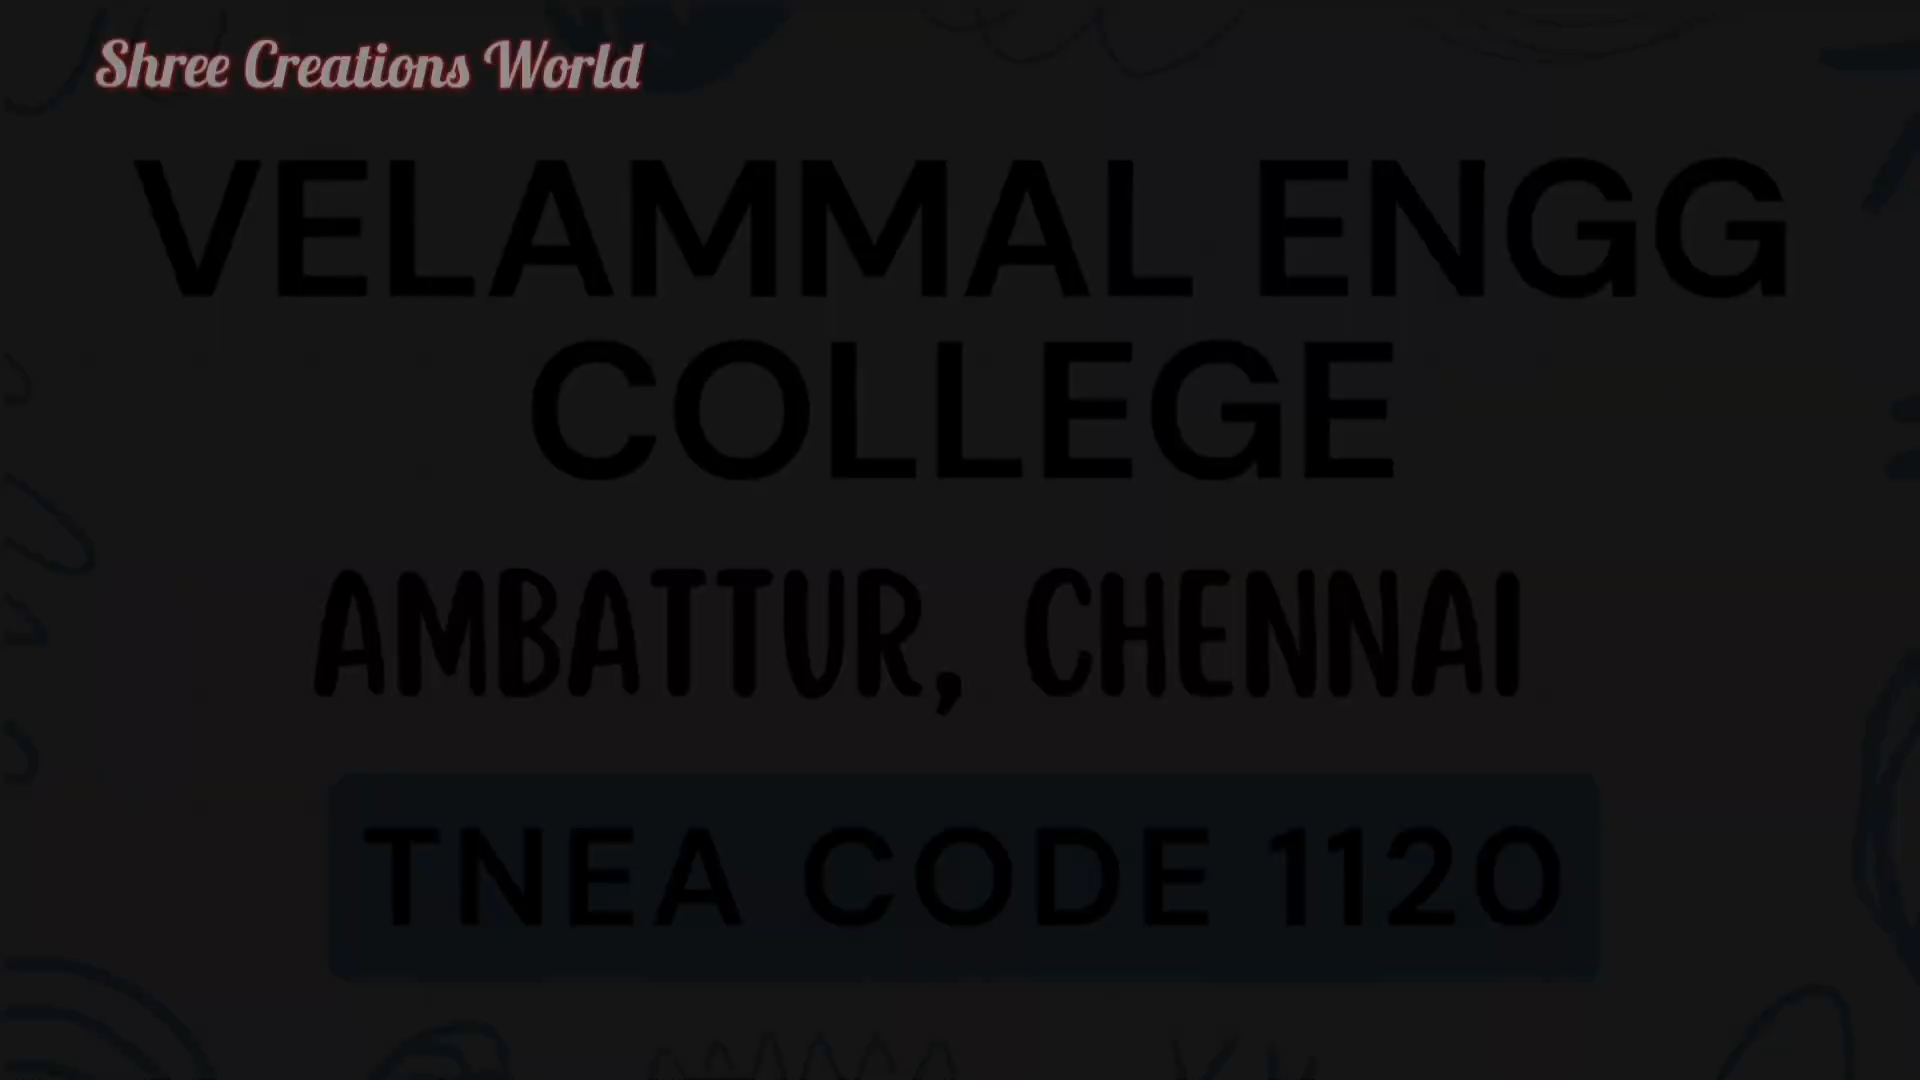 Shree Creations World
VELAMMAL ENGG
COLLEGE
AMBATTUR, CHENNAI
TNEA CODE 1120